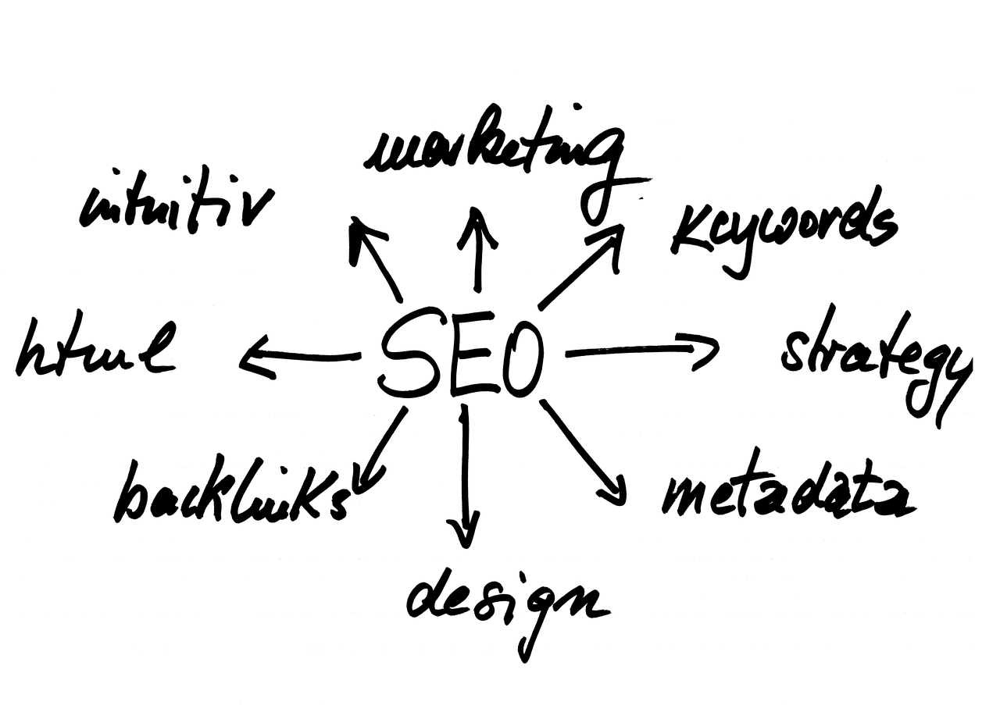 marketing
intuitiv
keywords
html
SEO
strategy
backlinks
metadata
design